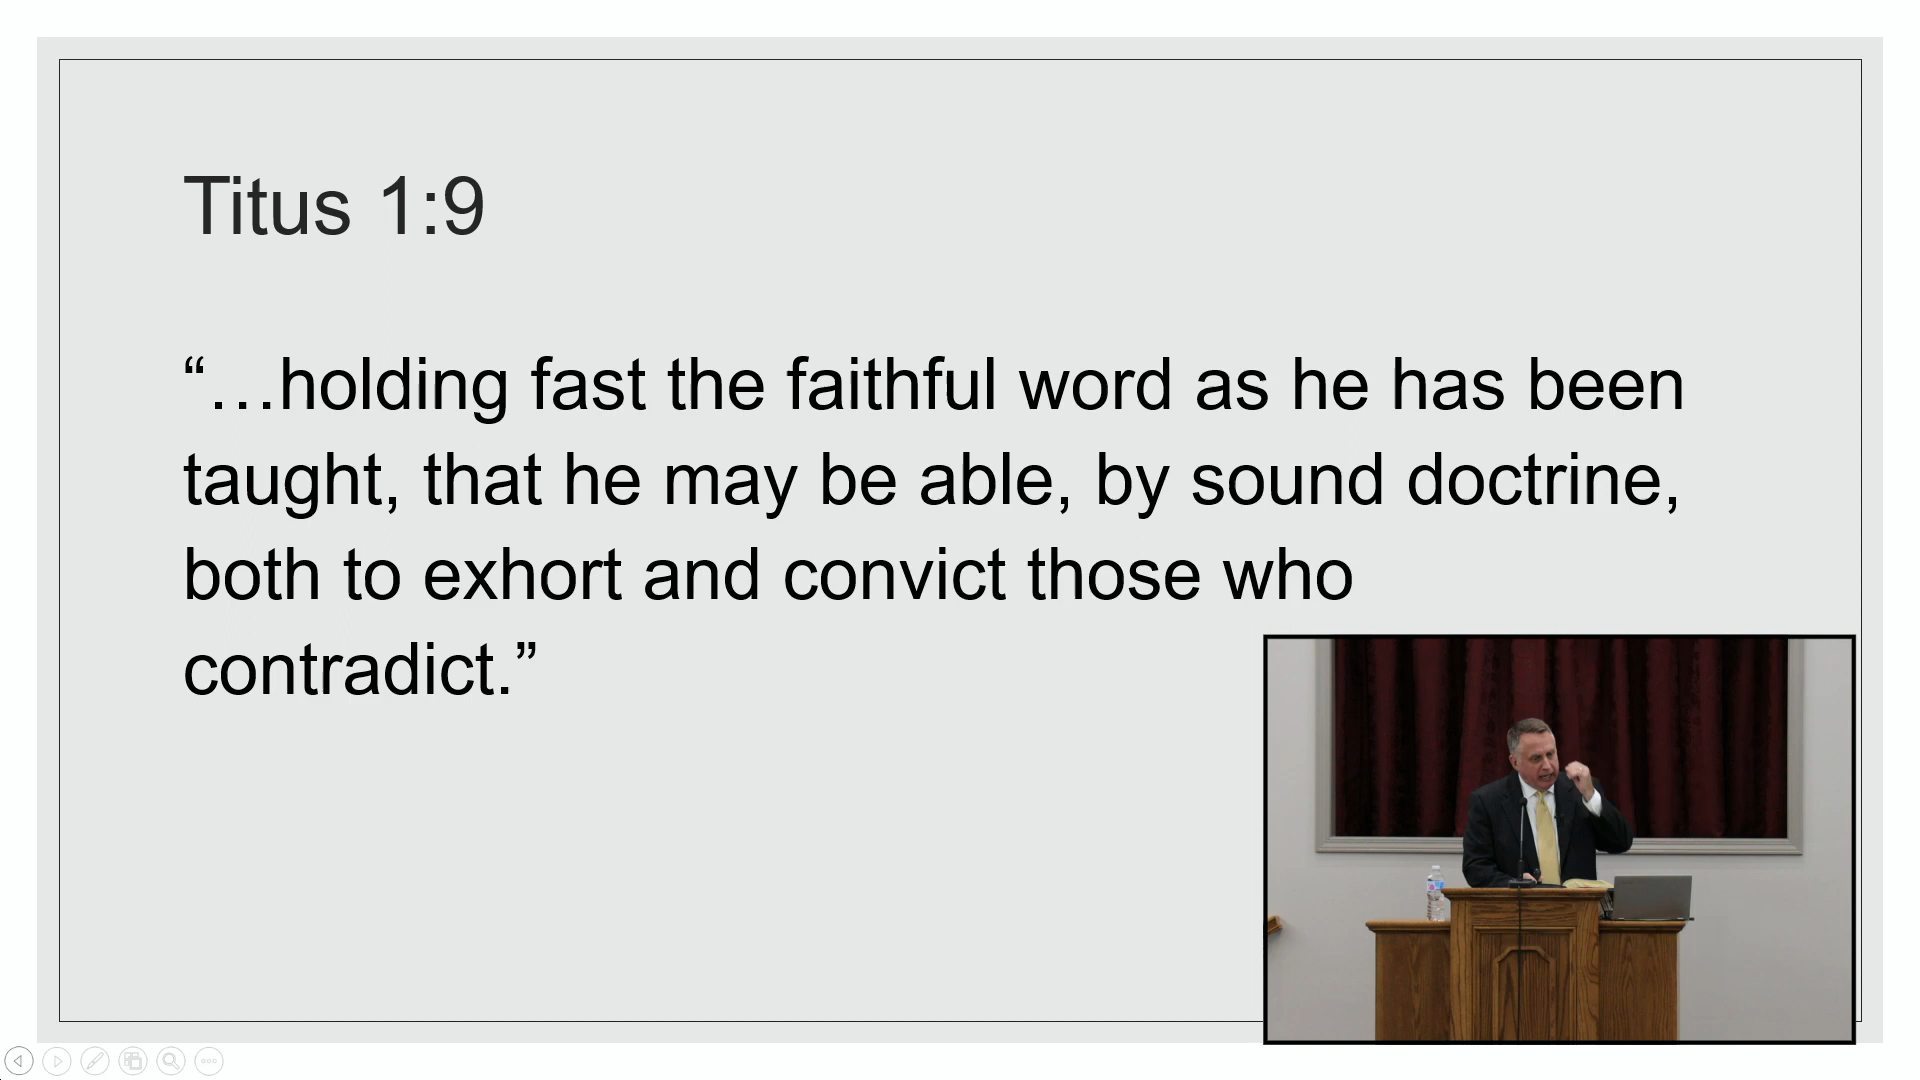 Titus 1:9
“…holding fast the faithful word as he has been
taught, that he may be able, by sound doctrine,
both to exhort and convict those who
contradict.”